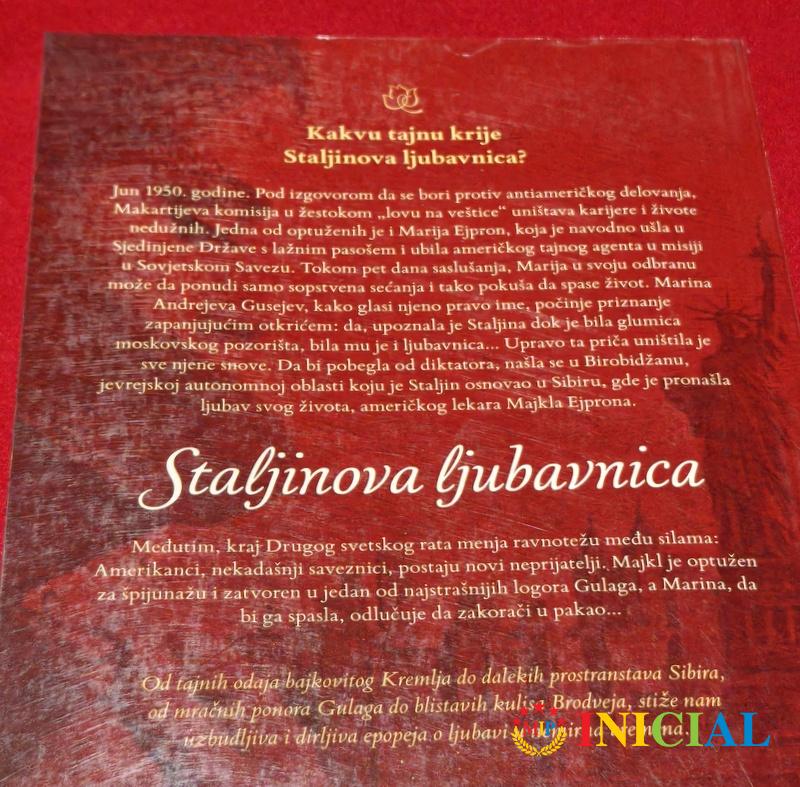 Kakvu tajnu krije
Staljinova ljubavnica?
Jun 1950. godine. Pod izgovorom da se bori protiv antiameričkog delovanja,
Makartijeva komisija u žestokom „lovu na veštice“ uništava karijere i živote
nedužnih. Jedna od optuženih je i Marija Ejpron, koja je navodno ušla u
Sjedinjene Države s lažnim pasošem i ubila američkog tajnog agenta u misiji
u Sovjetskom Savezu. Tokom pet dana saslušanja, Marija u svoju odbranu
može da ponudi samo sopstvena sećanja i tako pokuša da spase život. Marina
Andrejeva Gusejev, kako glasi njeno pravo ime, počinje priznanje
zapanjujućim otkrićem: da, upoznala je Staljina dok je bila glumica
moskovskog pozorišta, bila mu je i ljubavnica... Upravo ta priča uništila je
sve njene snove. Da bi pobegla od diktatora, našla se u Birobidžanu,
jevrejskoj autonomnoj oblasti koju je Staljin osnovao u Sibiru, gde je pronašla
ljubav svog života, američkog lekara Majkla Ejprona.
Staljinova ljubavnica
Međutim, kraj Drugog svetskog rata menja ravnotežu među silama:
Amerikanci, nekadašnji saveznici, postaju novi neprijatelji. Majkl je optužen
za špijunažu i zatvoren u jedan od najstrašnijih logora Gulaga, a Marina, da
bi ga spasla, odlučuje da zakorači u pakao...
Od tajnih odaja bajkovitog Kremlja do dalekih prostranstava Sibira,
od mračnih ponora Gulaga do blistavih kulisa Brodveja, stiže nam
uzbudljiva i dirljiva epopeja o ljubavi
INICIAL